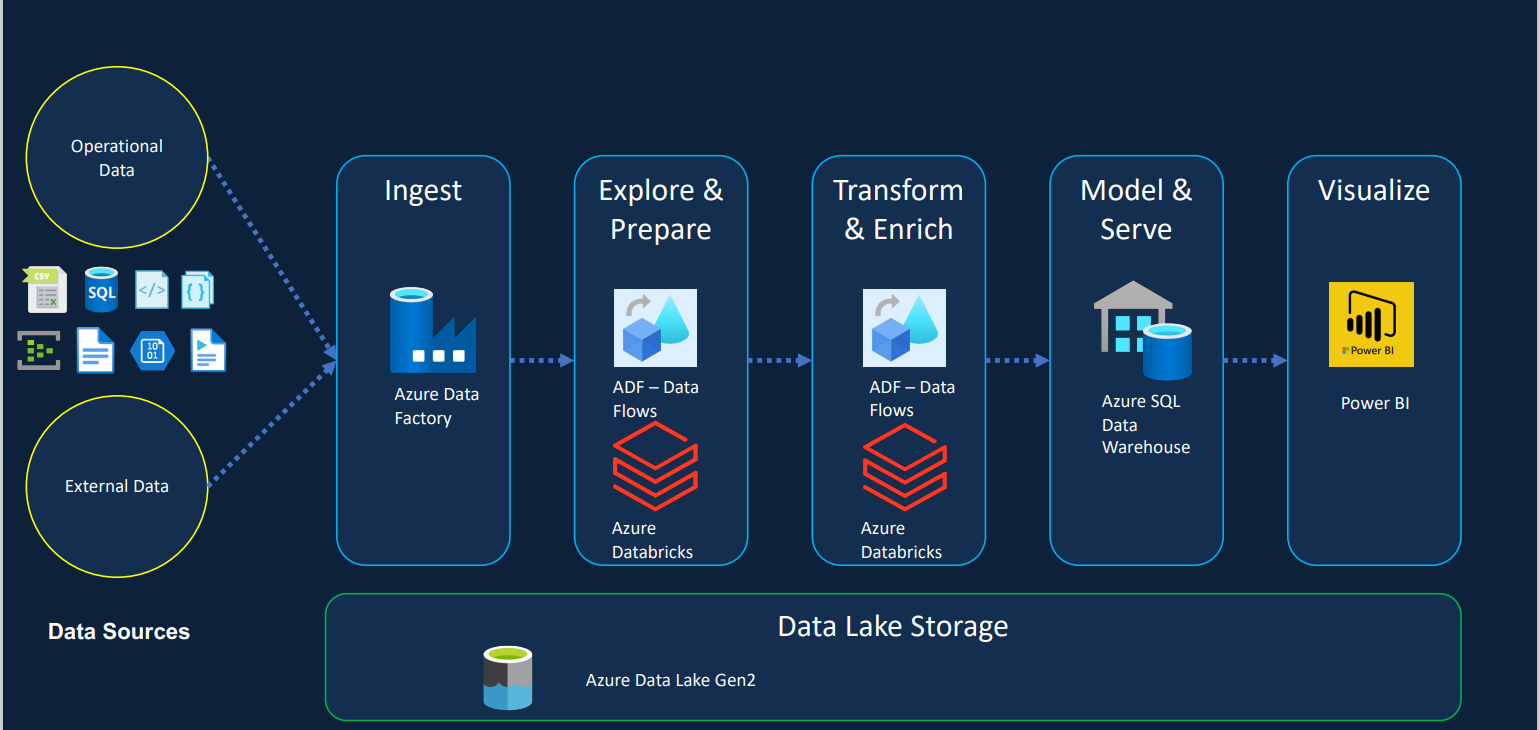 Operational
Data
CSV
SQL
</>
{ }
10
01
External Data
Data Sources
Ingest
Azure Data
Factory
Explore &
Prepare
ADF – Data
Flows
Azure
Databricks
Transform
& Enrich
ADF – Data
Flows
Azure
Databricks
Model &
Serve
Azure SQL
Data
Warehouse
Visualize
Power BI
Power BI
Data Lake Storage
Azure Data Lake Gen2